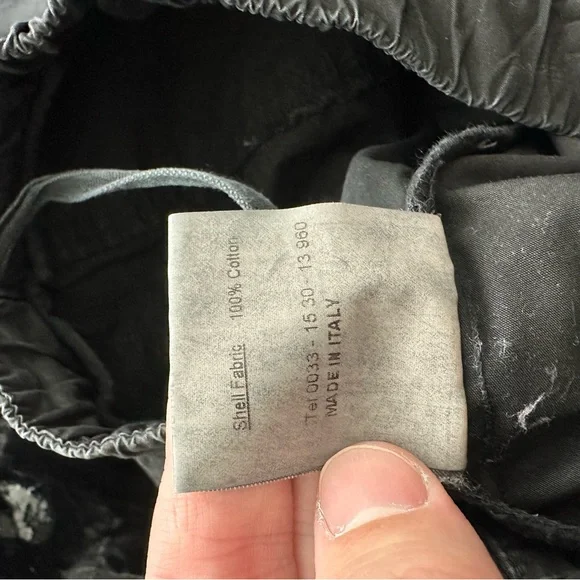 Shell Fabric 100% Cotton
Tel 0033 - 15 30 - 13 960
MADE IN ITALY